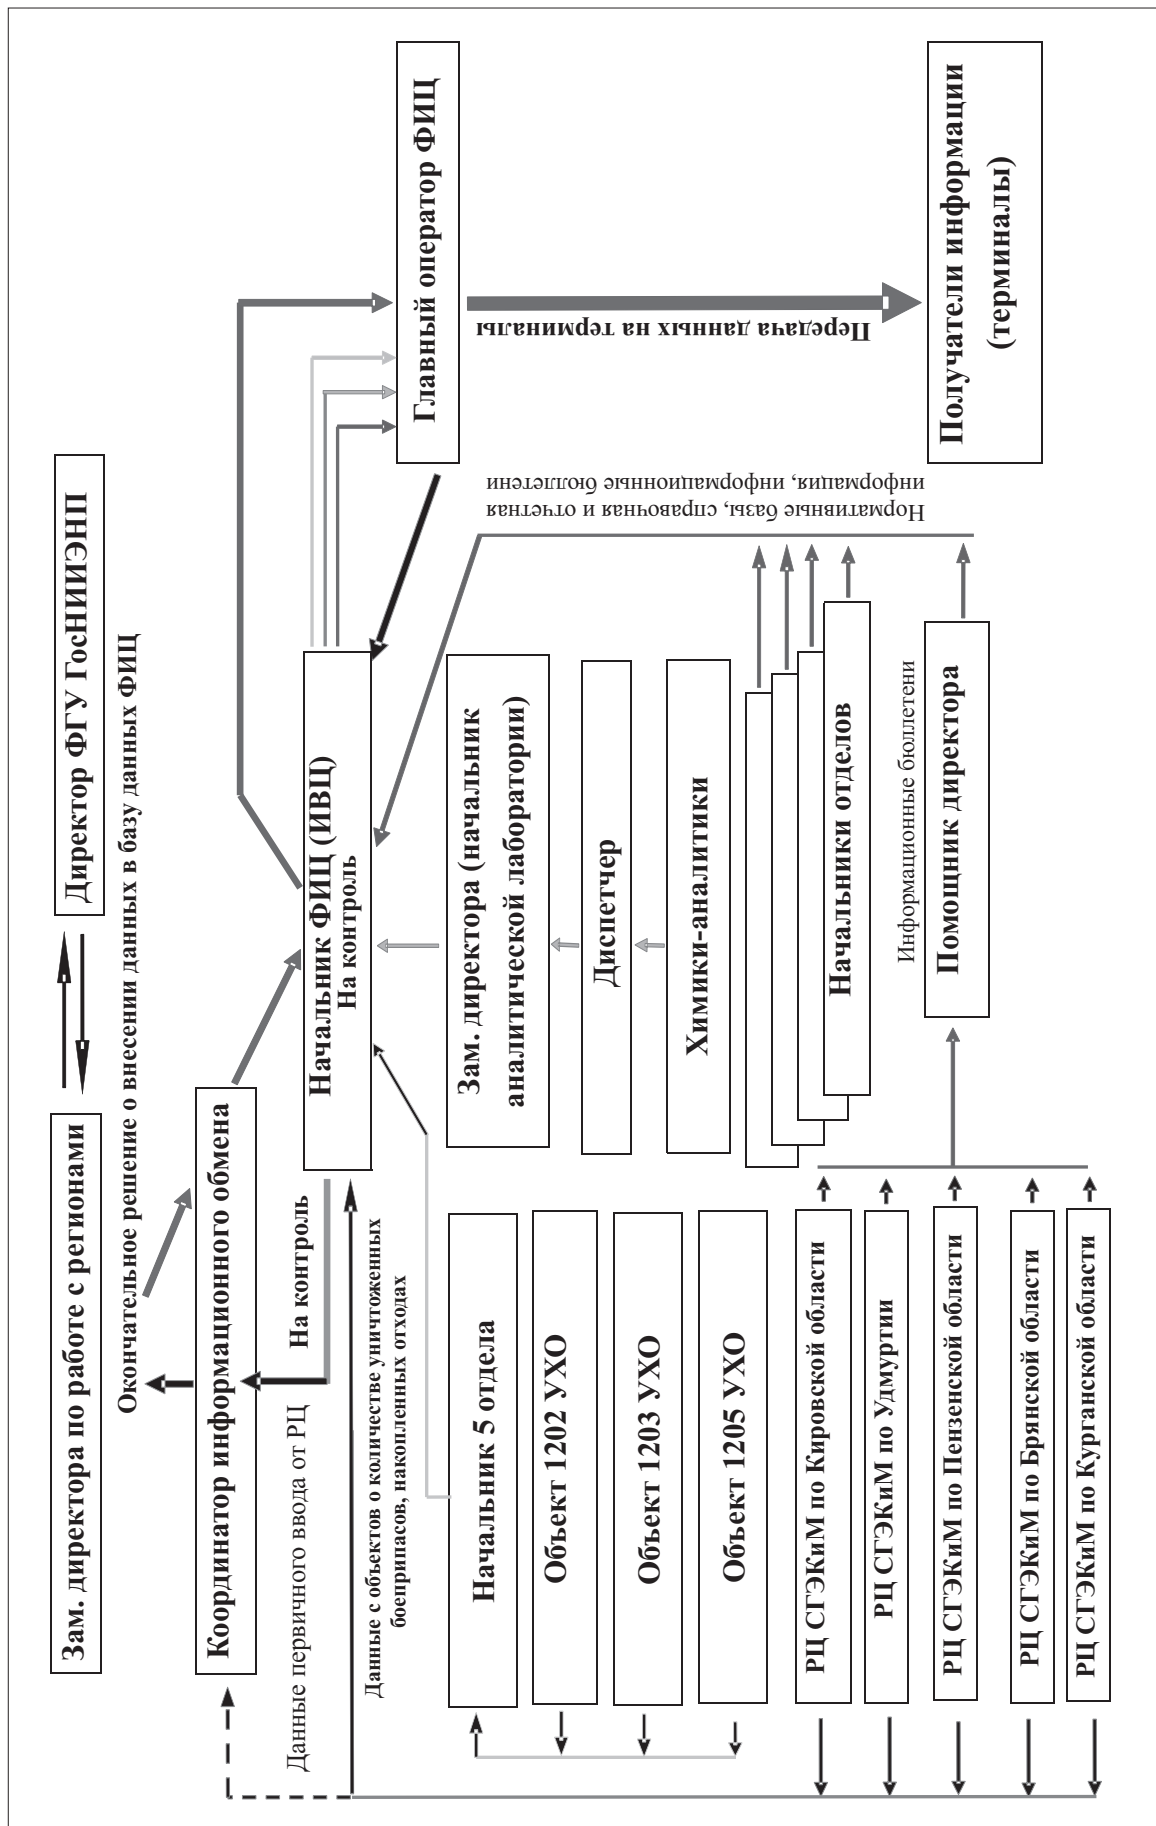 Зам. директора по работе с регионами
Директор ФГУ ГосНИИЭНП
Окончательное решение о внесении данных в базу данных ФИЦ
Координатор информационного обмена
На контроль
Данные первичного ввода от РЦ
Начальник ФИЦ (ИВЦ)
На контроль
Данные с объектов о количестве уничтоженных
боеприпасов, накопленных отходах
Главный оператор ФИЦ
Начальник 5 отдела
Объект 1202 УХО
Объект 1203 УХО
Объект 1205 УХО
Зам. директора (начальник
аналитической лаборатории)
Диспетчер
Химики-аналитики
Начальники отделов
Нормативные базы, справочная и отчетная
информация, информационные бюллетени
Передача данных на терминалы
РЦ СГЭКиМ по Кировской области
РЦ СГЭКиМ по Удмуртии
РЦ СГЭКиМ по Пензенской области
РЦ СГЭКиМ по Брянской области
РЦ СГЭКиМ по Курганской области
Информационные бюллетени
Помощник директора
Получатели информации
(терминалы)